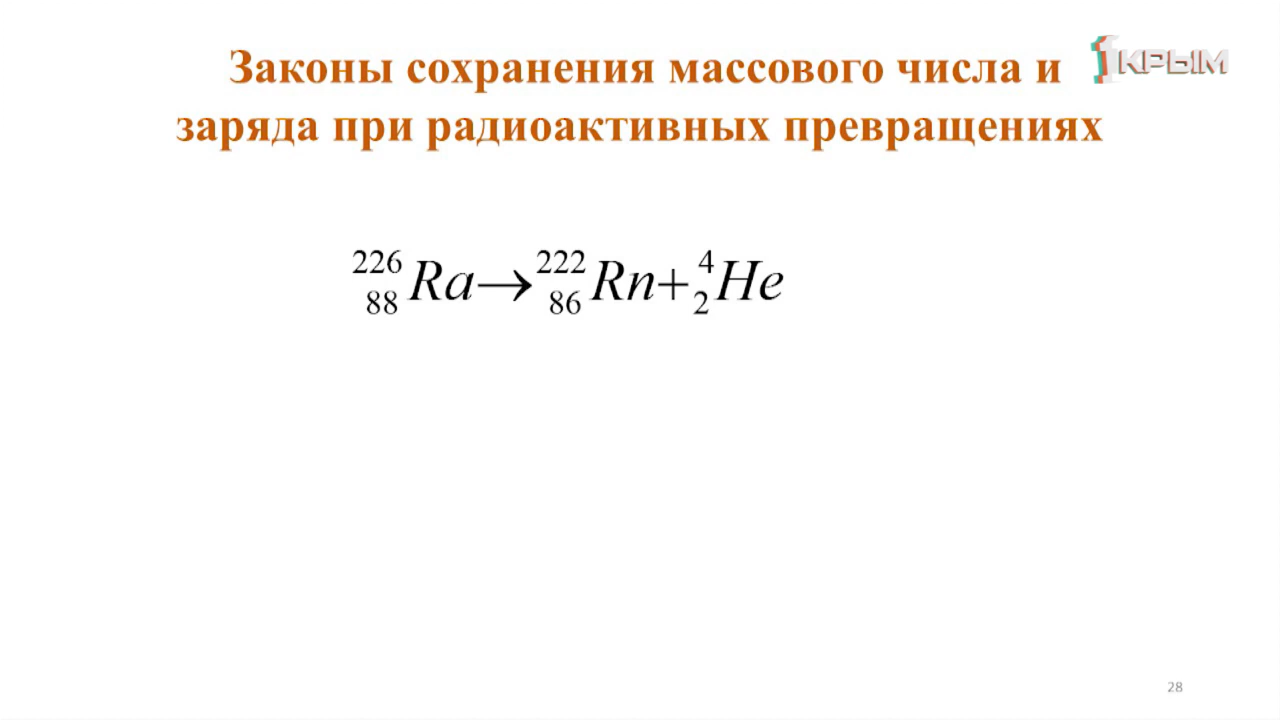 Законы сохранения массового числа и
1КРЫМ
заряда при радиоактивных превращениях
²²⁶₈₈Ra→²²²₈₆Rn+⁴₂He
28